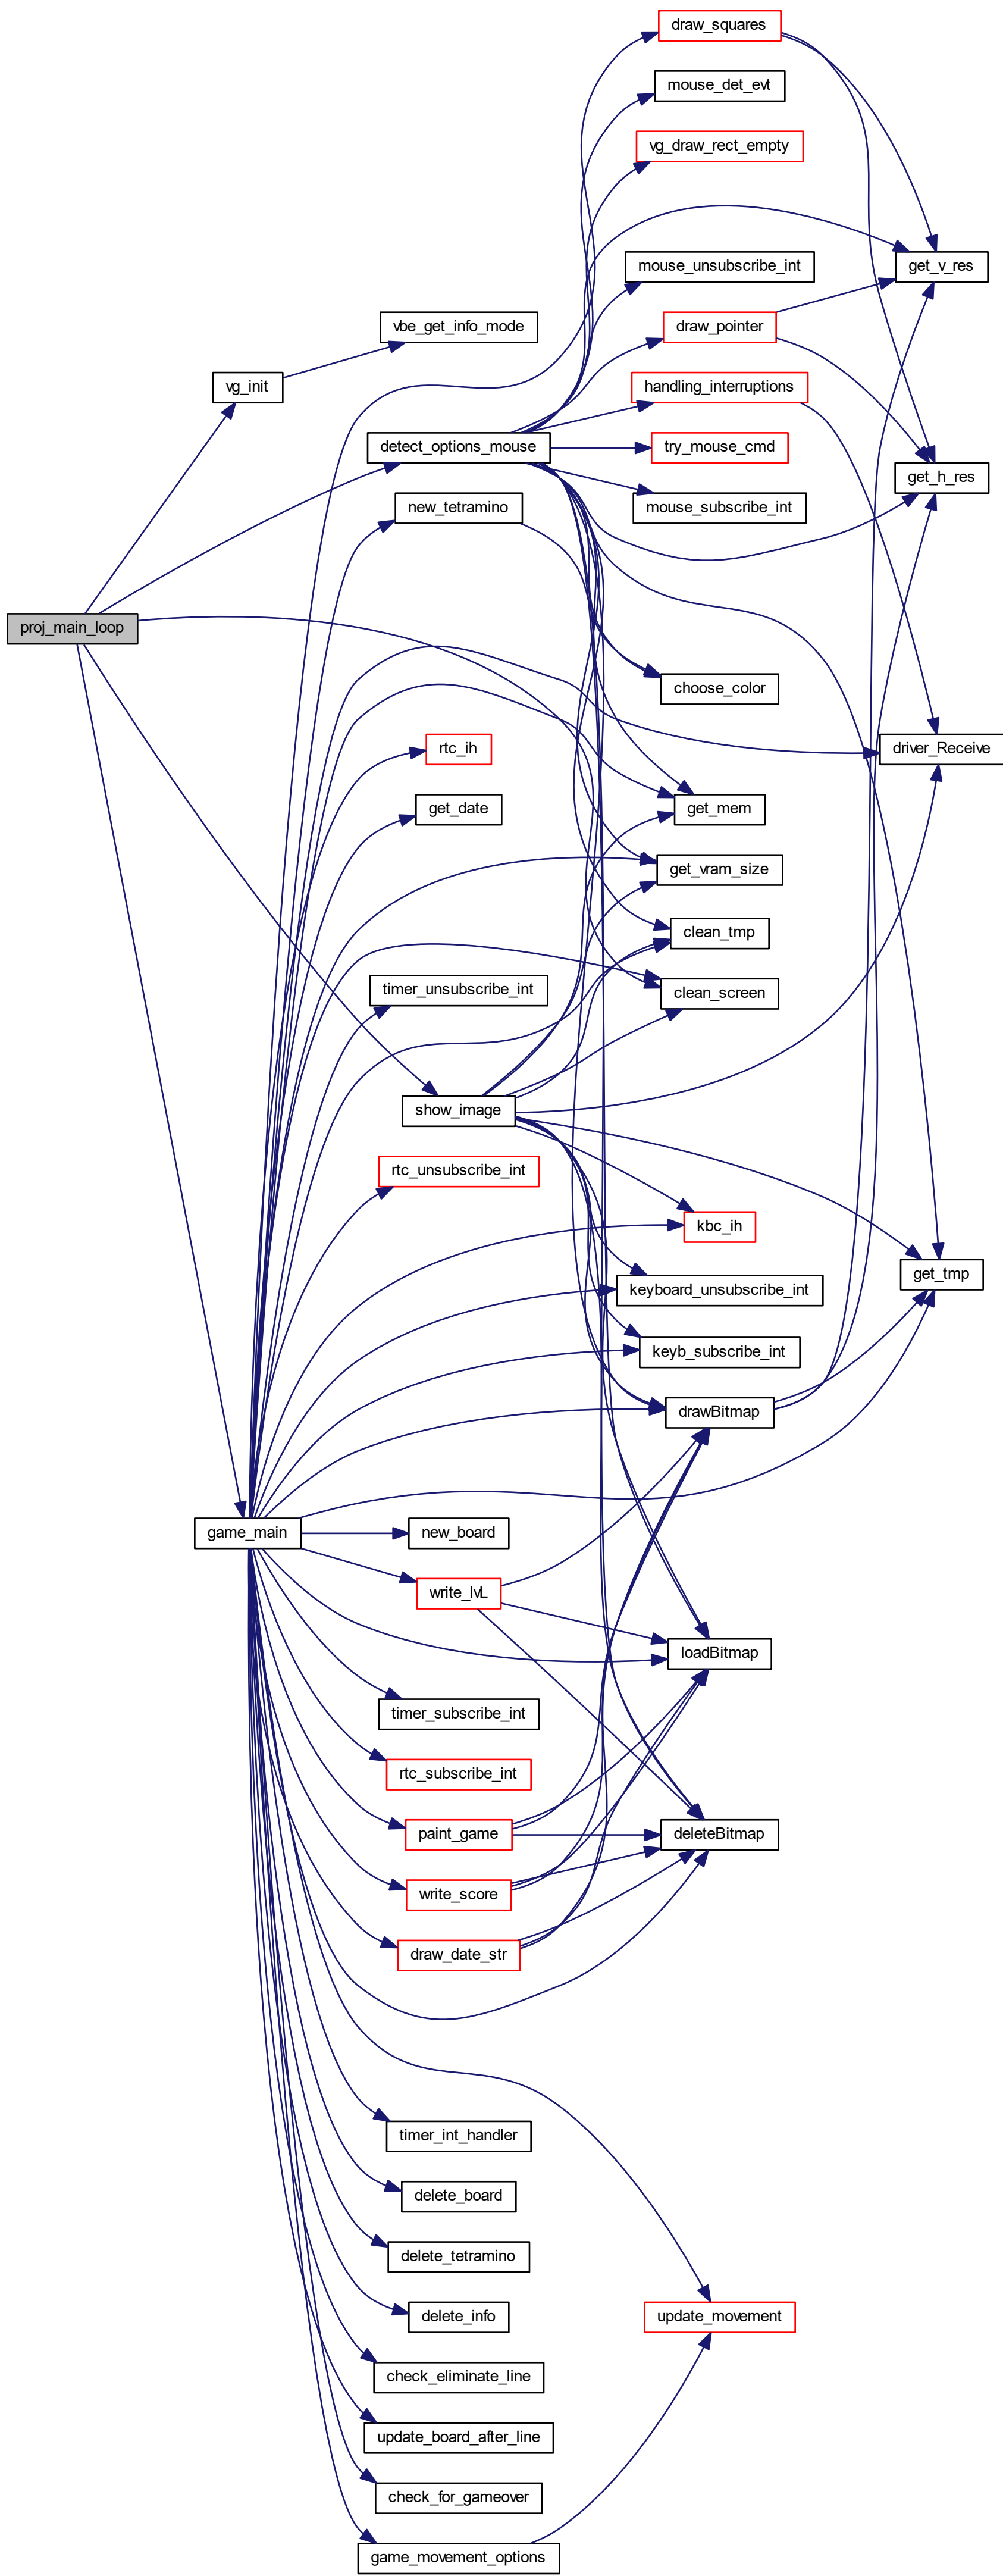 draw_squares
mouse_det_evt
vg_draw_rect_empty
mouse_unsubscribe_int
get_v_res
vbe_get_info_mode
draw_pointer
vg_init
handling_interruptions
detect_options_mouse
try_mouse_cmd
get_h_res
new_tetramino
mouse_subscribe_int
proj_main_loop
choose_color
rtc_ih
driver_Receive
get_date
get_mem
get_vram_size
clean_tmp
timer_unsubscribe_int
clean_screen
show_image
rtc_unsubscribe_int
kbc_ih
get_tmp
keyboard_unsubscribe_int
keyb_subscribe_int
drawBitmap
game_main
new_board
write_lvL
loadBitmap
timer_subscribe_int
rtc_subscribe_int
paint_game
deleteBitmap
write_score
draw_date_str
timer_int_handler
delete_board
delete_tetramino
delete_info
update_movement
check_eliminate_line
update_board_after_line
check_for_gameover
game_movement_options